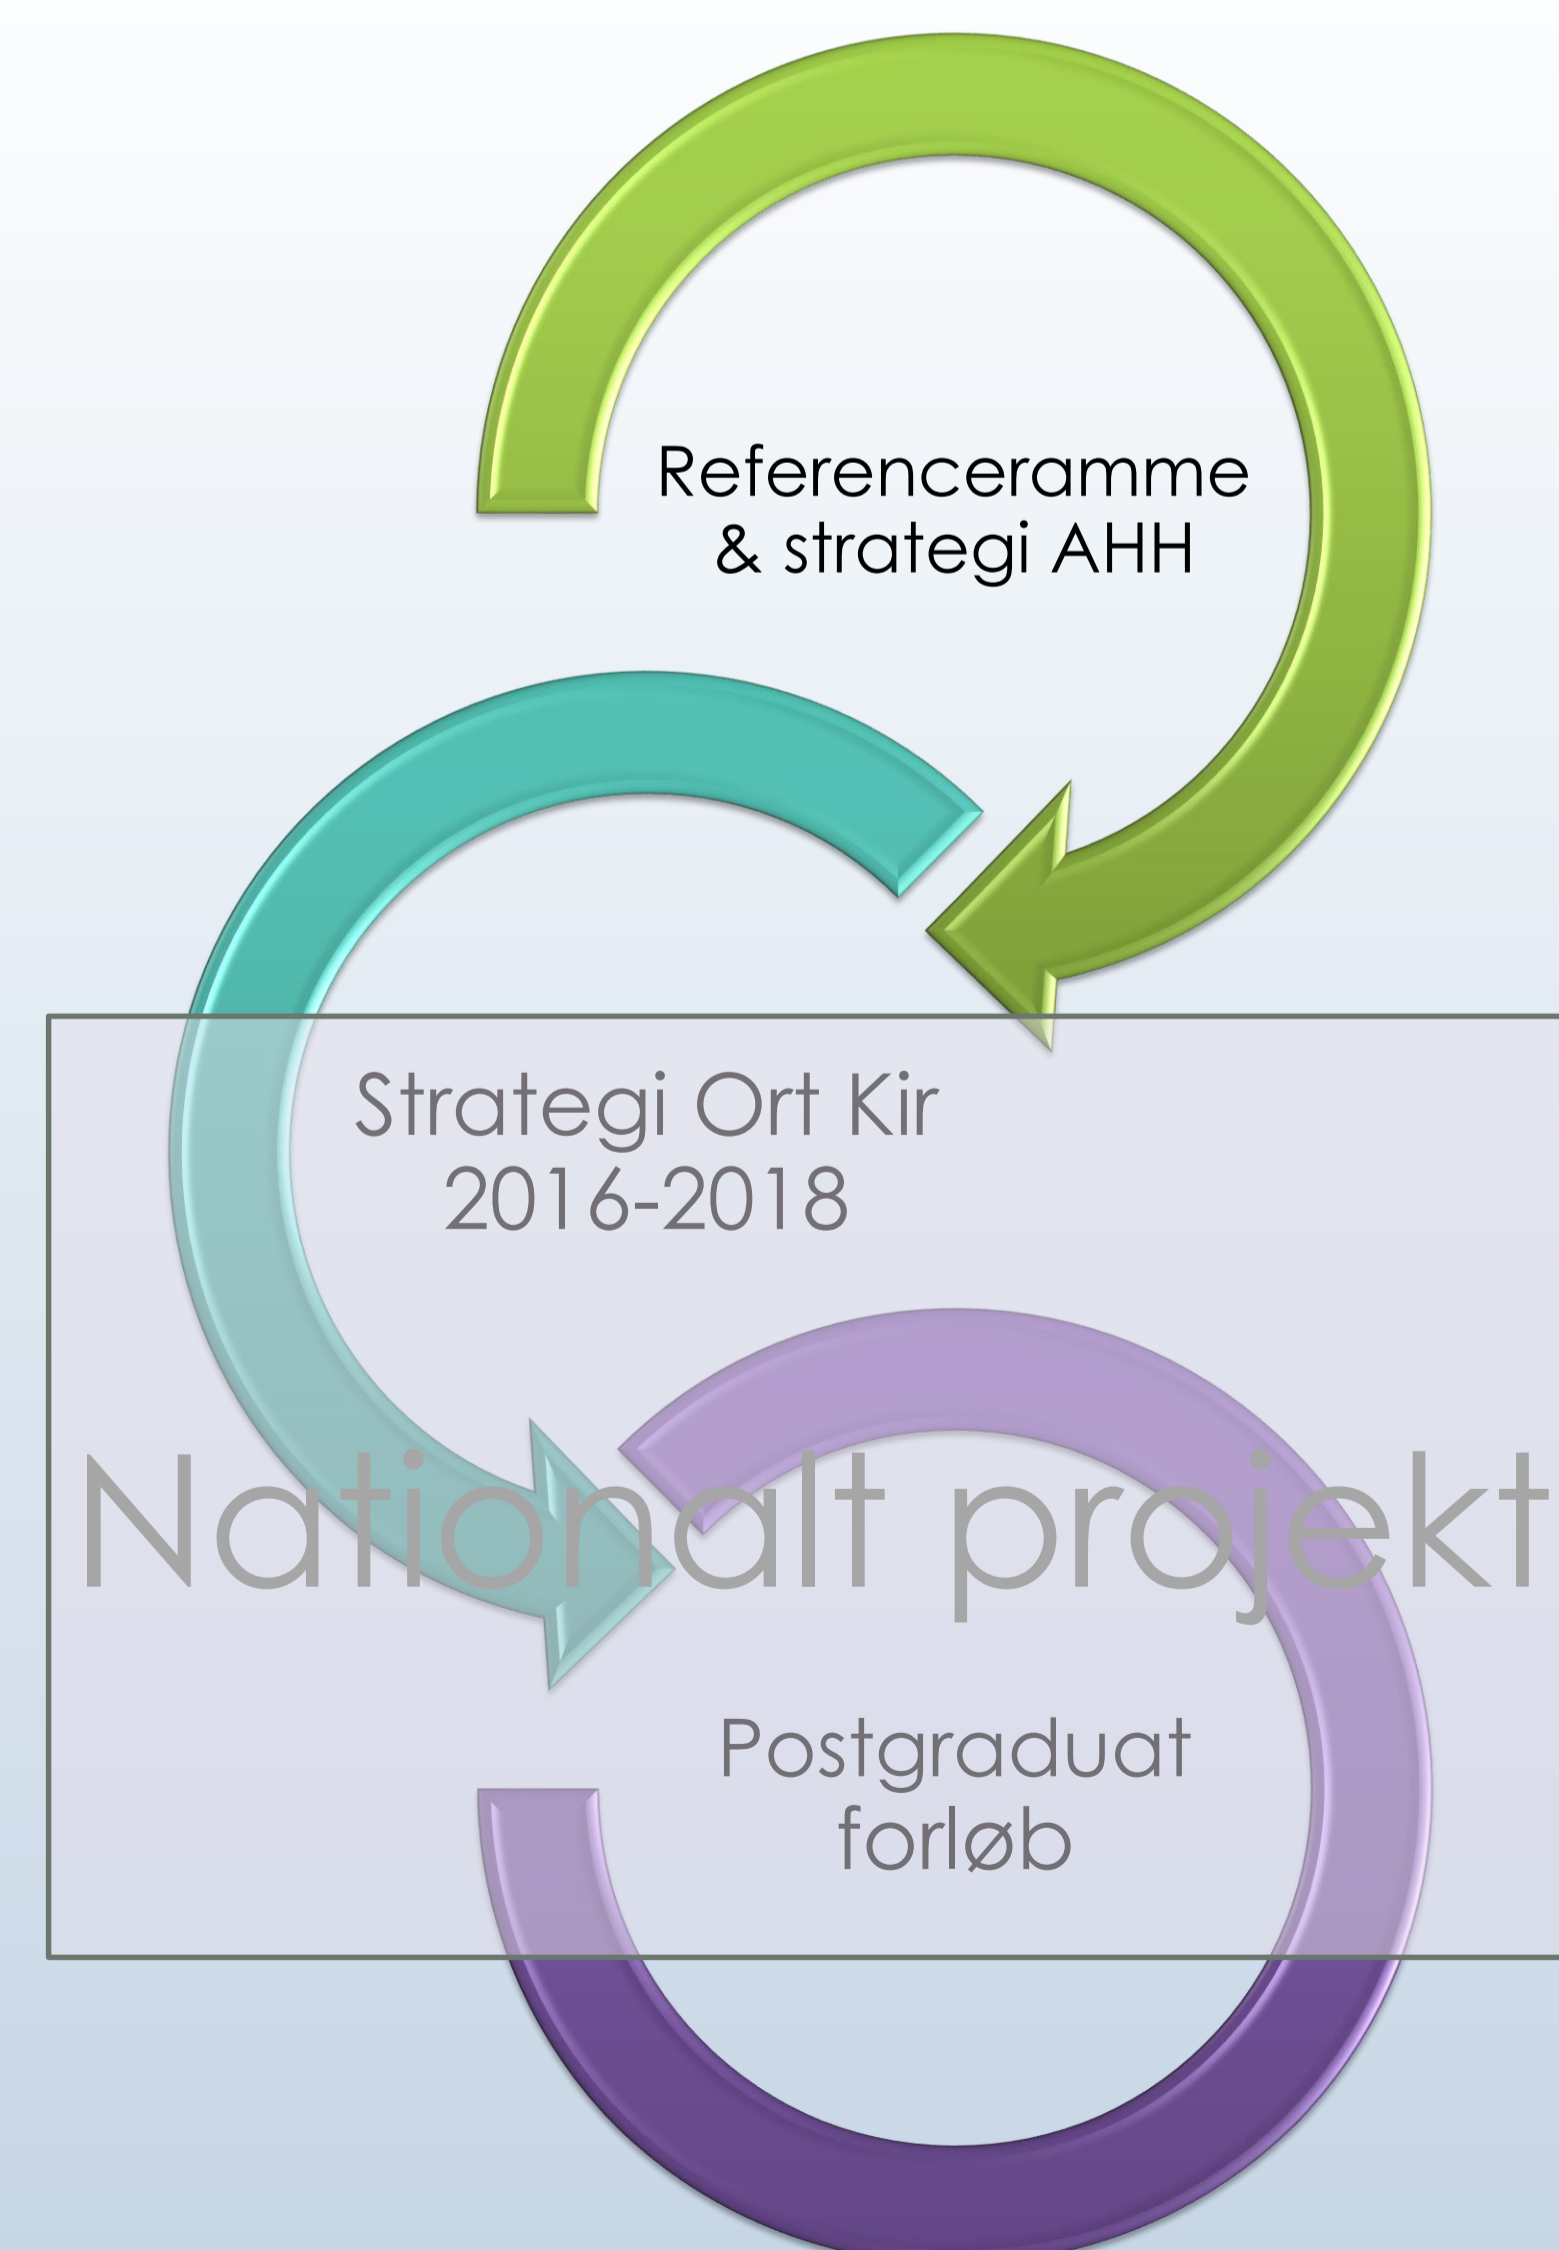 Referenceramme
& strategi AHH
Strategi Ort Kir
2016-2018
Nationalt projekt
Postgraduat
forløb